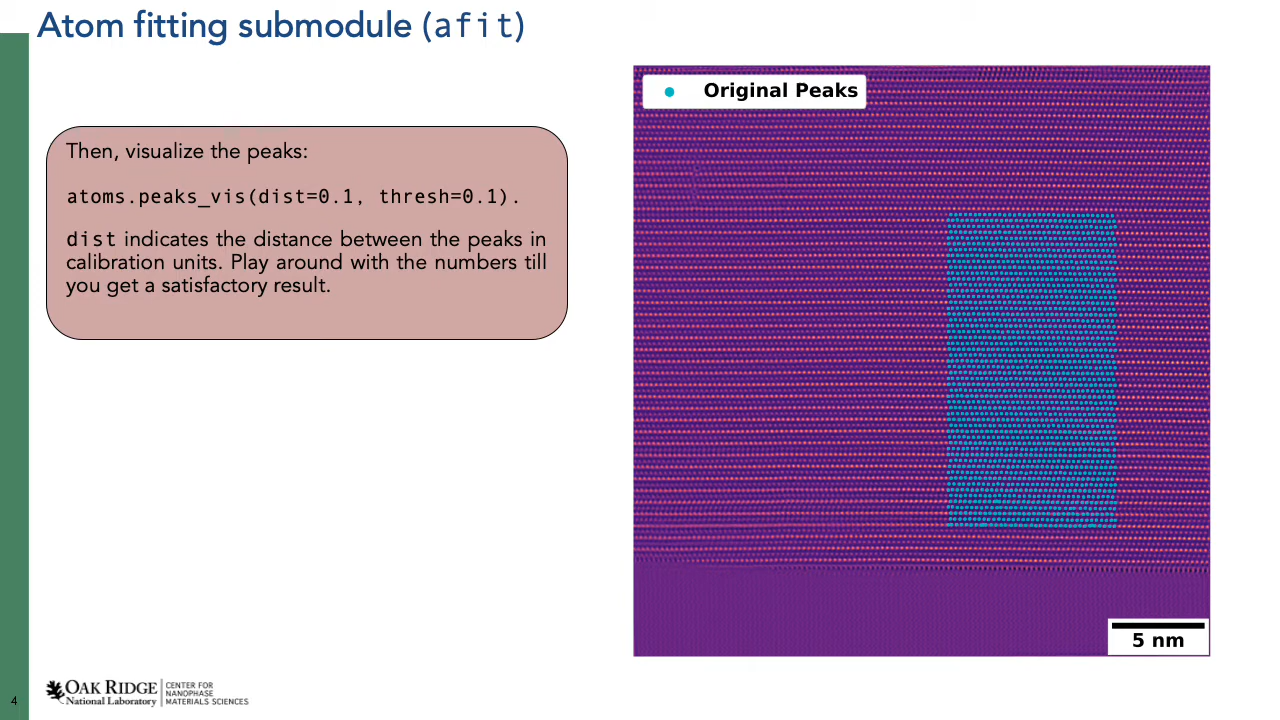 Atom fitting submodule (afit)
Original Peaks
Then, visualize the peaks:
atoms.peaks_vis(dist=0.1, thresh=0.1).
dist indicates the distance between the peaks in
calibration units. Play around with the numbers till
you get a satisfactory result.
5 nm
4
OAK RIDGE
National Laboratory
CENTER FOR
NANOPHASE
MATERIALS SCIENCES